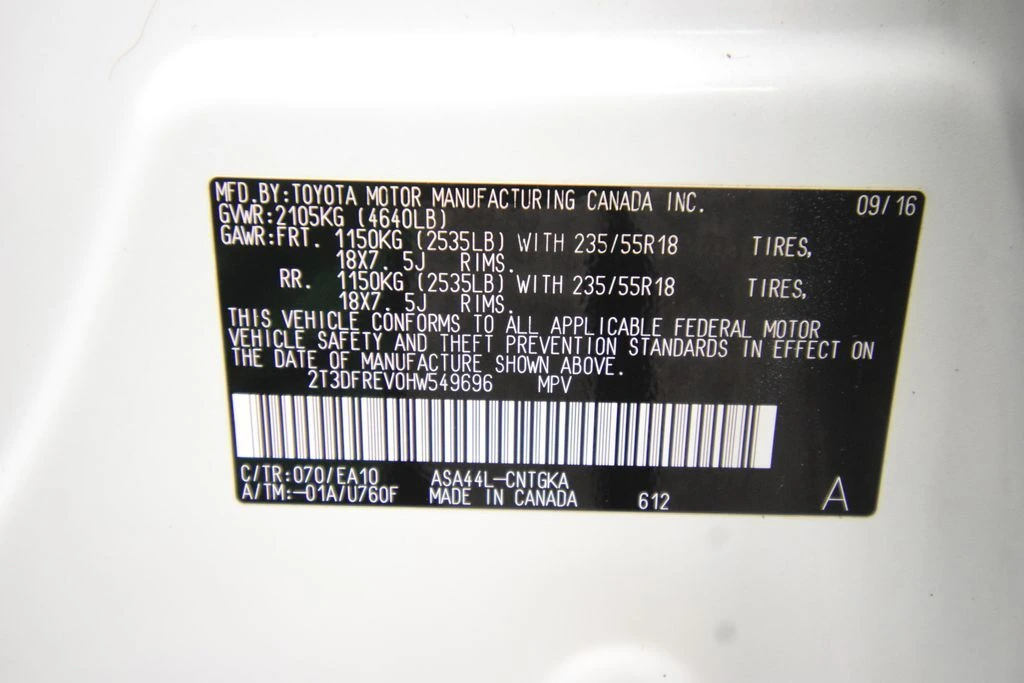 MFD.BY:TOYOTA MOTOR MANUFACTURING CANADA INC. 09/16
GVWR:2105KG (4640LB)
GAWR:FRT. 1150KG (2535LB) WITH 235/55R18 TIRES,
18X7. 5J RIMS.
RR. 1150KG (2535LB) WITH 235/55R18 TIRES,
18X7. 5J RIMS.
THIS VEHICLE CONFORMS TO ALL APPLICABLE FEDERAL MOTOR
VEHICLE SAFETY AND THEFT PREVENTION STANDARDS IN EFFECT ON
THE DATE OF MANUFACTURE SHOWN ABOVE.
2T3DFREV0HW549696 MPV
C/TR:070/EA10 ASA44L-CNTGKA
A/TM:-01A/U760F MADE IN CANADA 612 A